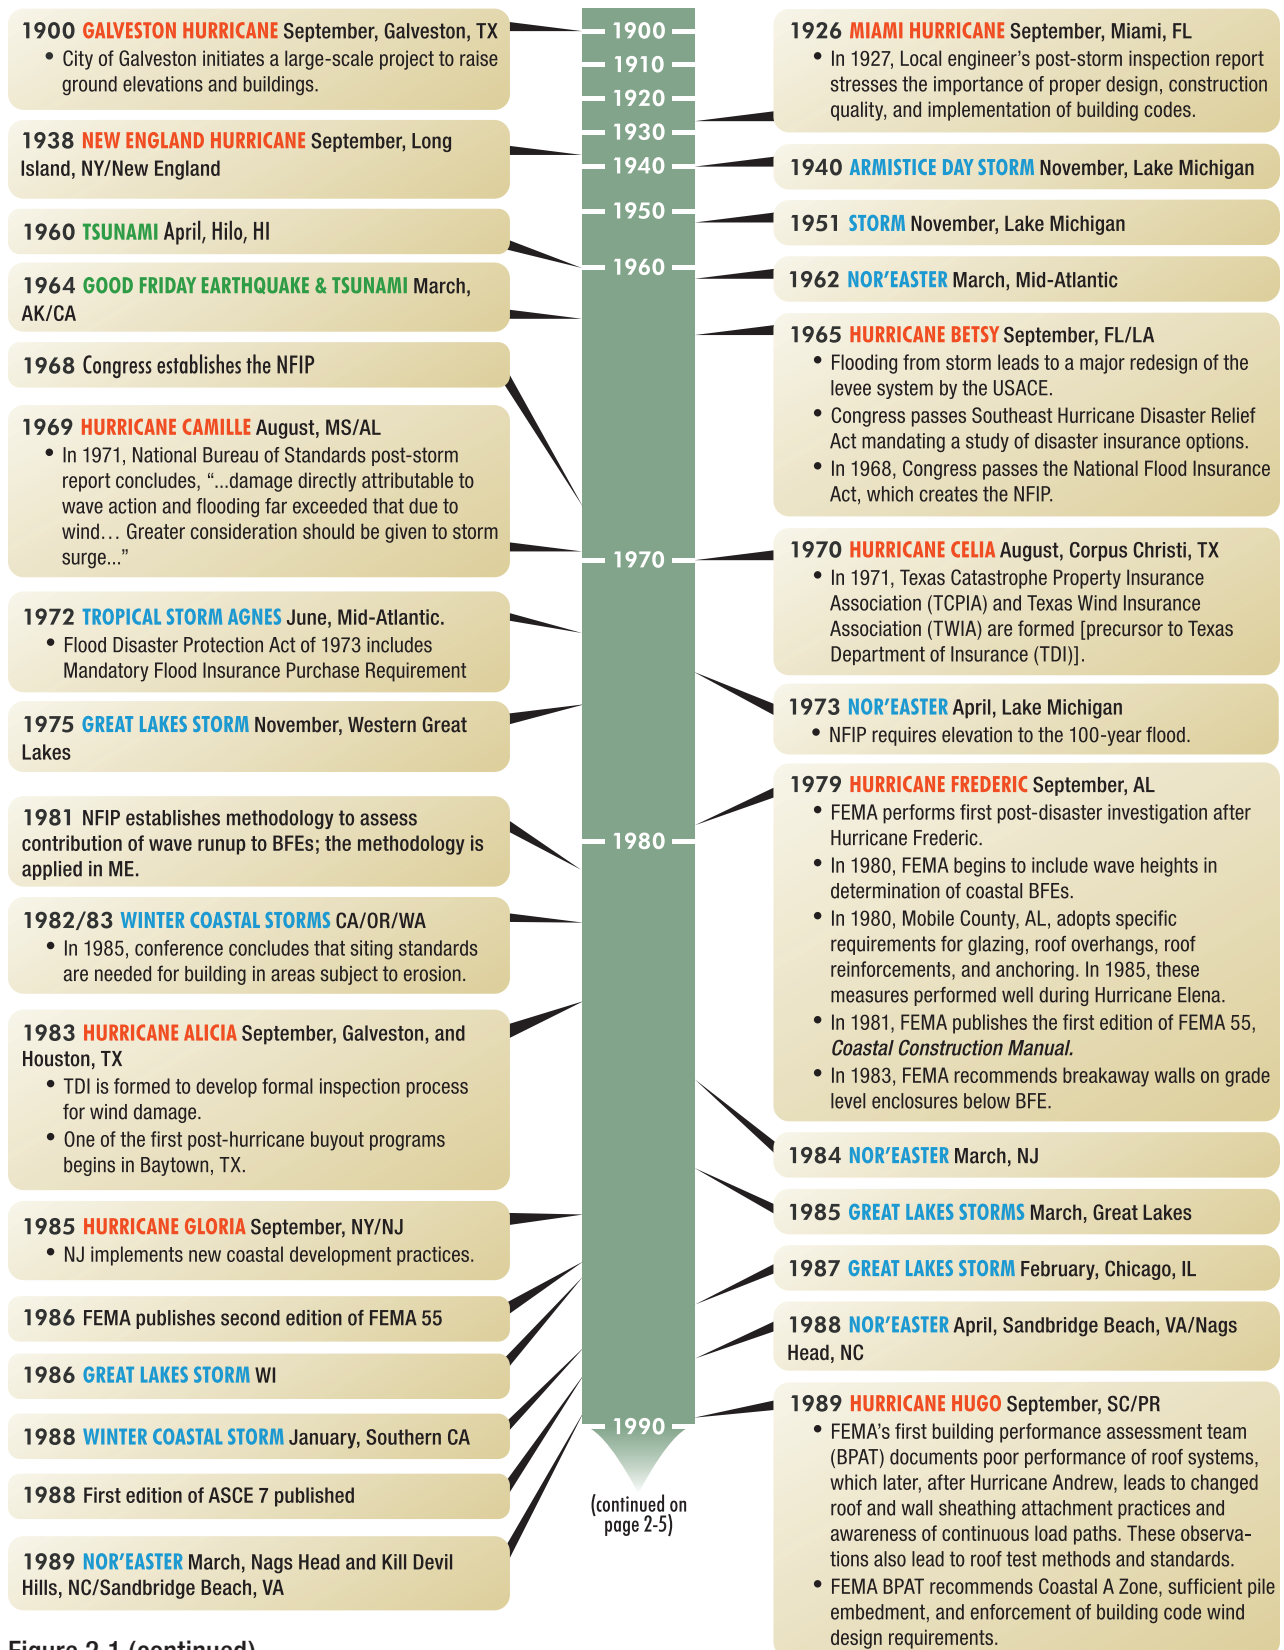 1900 GALVESTON HURRICANE September, Galveston, TX
• City of Galveston initiates a large-scale project to raise
ground elevations and buildings.
1938 NEW ENGLAND HURRICANE September, Long
Island, NY/New England
1960 TSUNAMI April, Hilo, HI
1964 GOOD FRIDAY EARTHQUAKE & TSUNAMI March,
AK/CA
1968 Congress establishes the NFIP
1969 HURRICANE CAMILLE August, MS/AL
• In 1971, National Bureau of Standards post-storm
report concludes, “...damage directly attributable to
wave action and flooding far exceeded that due to
wind… Greater consideration should be given to storm
surge...”
1972 TROPICAL STORM AGNES June, Mid-Atlantic.
• Flood Disaster Protection Act of 1973 includes
Mandatory Flood Insurance Purchase Requirement
1975 GREAT LAKES STORM November, Western Great
Lakes
1981 NFIP establishes methodology to assess
contribution of wave runup to BFEs; the methodology is
applied in ME.
1982/83 WINTER COASTAL STORMS CA/OR/WA
• In 1985, conference concludes that siting standards
are needed for building in areas subject to erosion.
1983 HURRICANE ALICIA September, Galveston, and
Houston, TX
• TDI is formed to develop formal inspection process
for wind damage.
• One of the first post-hurricane buyout programs
begins in Baytown, TX.
1985 HURRICANE GLORIA September, NY/NJ
• NJ implements new coastal development practices.
1986 FEMA publishes second edition of FEMA 55
1986 GREAT LAKES STORM WI
1988 WINTER COASTAL STORM January, Southern CA
1988 First edition of ASCE 7 published
1989 NOR’EASTER March, Nags Head and Kill Devil
Hills, NC/Sandbridge Beach, VA
1900
1910
1920
1930
1940
1950
1960
1970
1980
1990
(continued on
page 2-5)
1926 MIAMI HURRICANE September, Miami, FL
• In 1927, Local engineer’s post-storm inspection report
stresses the importance of proper design, construction
quality, and implementation of building codes.
1940 ARMISTICE DAY STORM November, Lake Michigan
1951 STORM November, Lake Michigan
1962 NOR’EASTER March, Mid-Atlantic
1965 HURRICANE BETSY September, FL/LA
• Flooding from storm leads to a major redesign of the
levee system by the USACE.
• Congress passes Southeast Hurricane Disaster Relief
Act mandating a study of disaster insurance options.
• In 1968, Congress passes the National Flood Insurance
Act, which creates the NFIP.
1970 HURRICANE CELIA August, Corpus Christi, TX
• In 1971, Texas Catastrophe Property Insurance
Association (TCPIA) and Texas Wind Insurance
Association (TWIA) are formed [precursor to Texas
Department of Insurance (TDI)].
1973 NOR’EASTER April, Lake Michigan
• NFIP requires elevation to the 100-year flood.
1979 HURRICANE FREDERIC September, AL
• FEMA performs first post-disaster investigation after
Hurricane Frederic.
• In 1980, FEMA begins to include wave heights in
determination of coastal BFEs.
• In 1980, Mobile County, AL, adopts specific
requirements for glazing, roof overhangs, roof
reinforcements, and anchoring. In 1985, these
measures performed well during Hurricane Elena.
• In 1981, FEMA publishes the first edition of FEMA 55,
Coastal Construction Manual.
• In 1983, FEMA recommends breakaway walls on grade
level enclosures below BFE.
1984 NOR’EASTER March, NJ
1985 GREAT LAKES STORMS March, Great Lakes
1987 GREAT LAKES STORM February, Chicago, IL
1988 NOR’EASTER April, Sandbridge Beach, VA/Nags
Head, NC
1989 HURRICANE HUGO September, SC/PR
• FEMA’s first building performance assessment team
(BPAT) documents poor performance of roof systems,
which later, after Hurricane Andrew, leads to changed
roof and wall sheathing attachment practices and
awareness of continuous load paths. These observa-
tions also lead to roof test methods and standards.
• FEMA BPAT recommends Coastal A Zone, sufficient pile
embedment, and enforcement of building code wind
design requirements.
Figure 2-1 (continued)